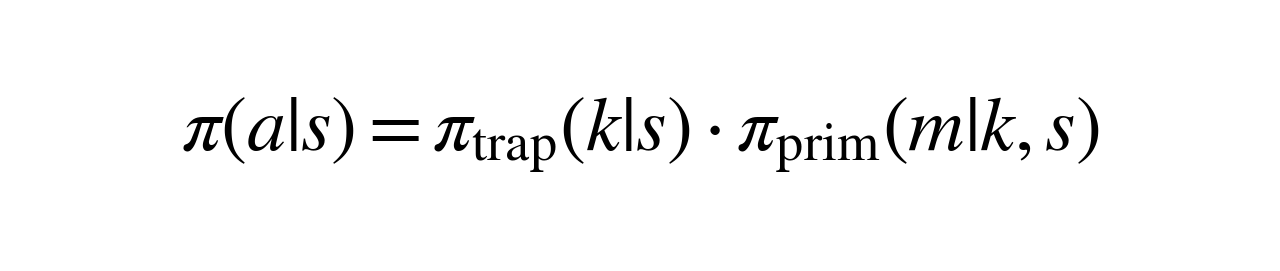 π(a|s) = π_trap(k|s) · π_prim(m|k, s)